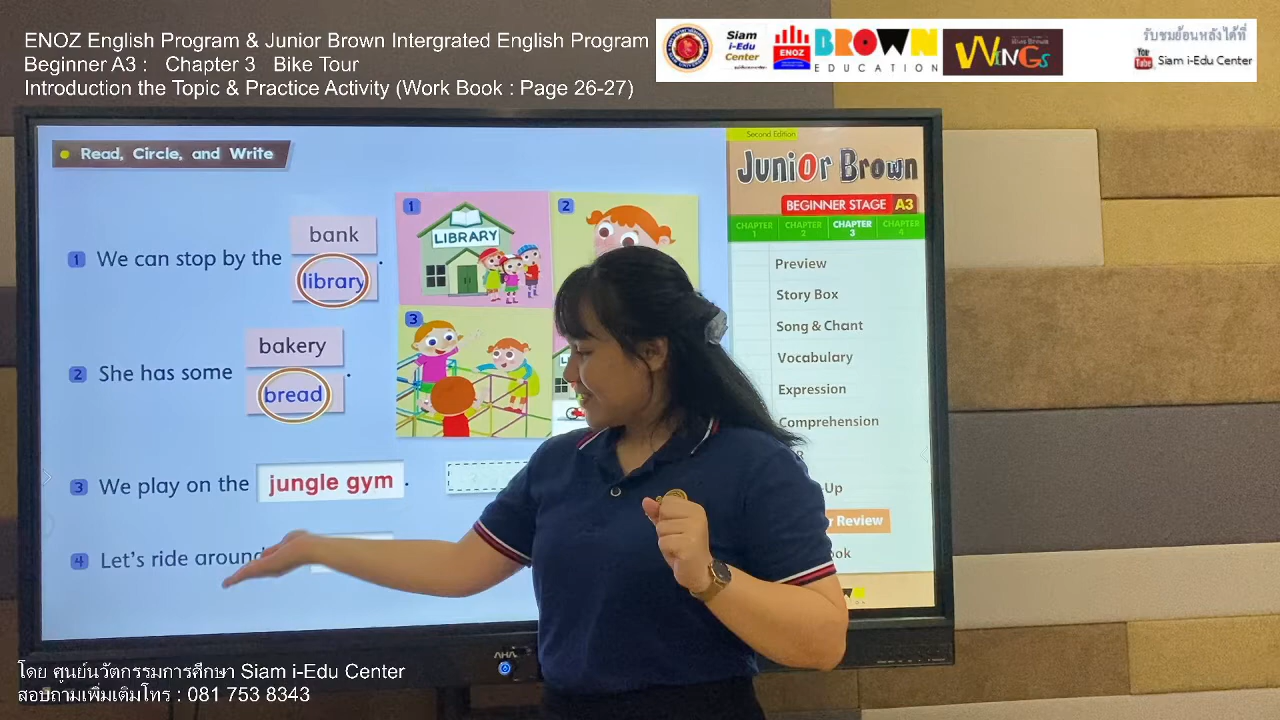 ENOZ English Program & Junior Brown Intergrated English Program
Beginner A3 : Chapter 3 Bike Tour
Introduction the Topic & Practice Activity (Work Book : Page 26-27)
Siam
i-Edu
Center
ENOZ
BROWN
EDUCATION
WINGS
รับชมย้อนหลังได้ที่
You
Tube
Siam i-Edu Center
Read, Circle, and Write
1 We can stop by the
bank
library
.
2 She has some
bakery
bread
.
3 We play on the jungle gym .
4 Let's ride around
1
LIBRARY
2
3
Second Edition
Junior Brown
BEGINNER STAGE A3
CHAPTER 1
CHAPTER 2
CHAPTER 3
CHAPTER 4
Preview
Story Box
Song & Chant
Vocabulary
Expression
Comprehension
Review
โดย ศูนย์นวัตกรรมการศึกษา Siam i-Edu Center
สอบถามเพิ่มเติมโทร : 081 753 8343